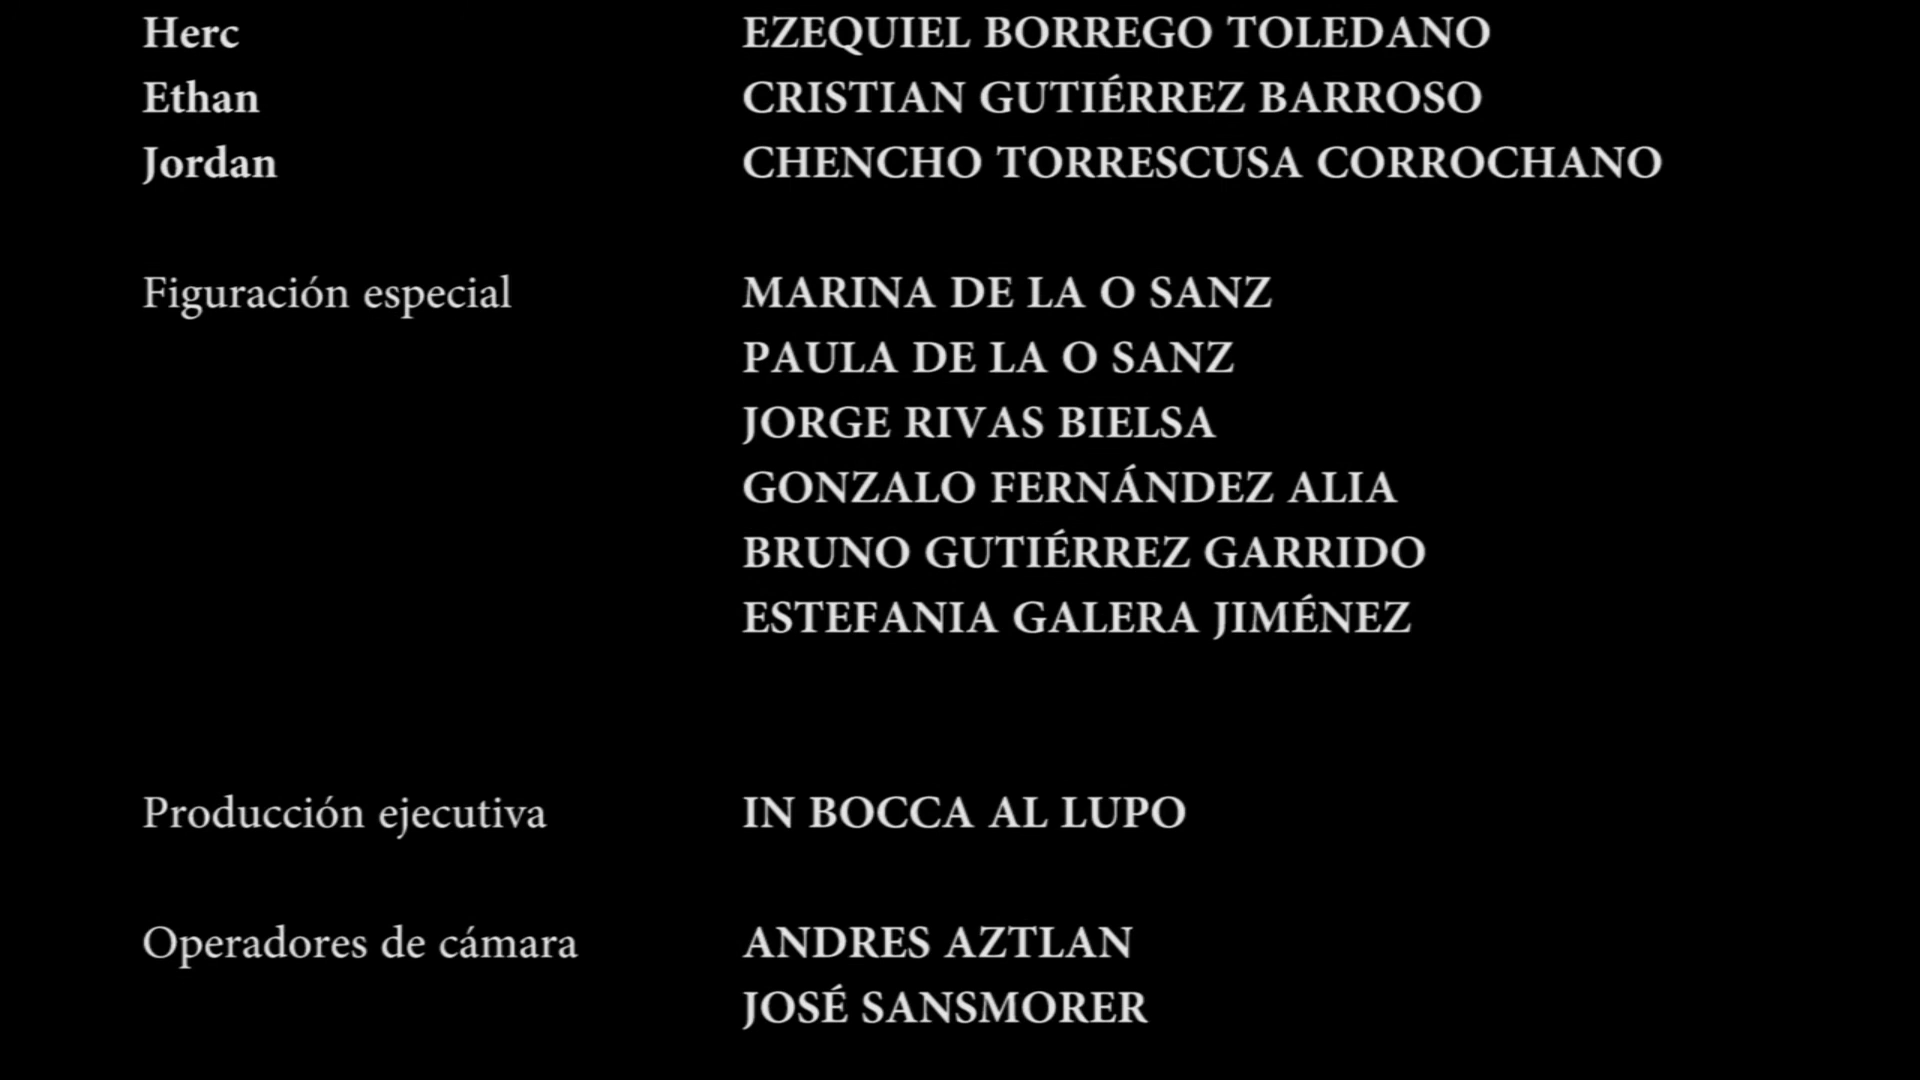 Herc EZEQUIEL BORREGO TOLEDANO
Ethan CRISTIAN GUTIÉRREZ BARROSO
Jordan CHENCHO TORRESCUSA CORROCHANO
Figuración especial MARINA DE LA O SANZ
PAULA DE LA O SANZ
JORGE RIVAS BIELSA
GONZALO FERNÁNDEZ ALIA
BRUNO GUTIÉRREZ GARRIDO
ESTEFANIA GALERA JIMÉNEZ
Producción ejecutiva IN BOCCA AL LUPO
Operadores de cámara ANDRES AZTLAN
JOSÉ SANSMORER